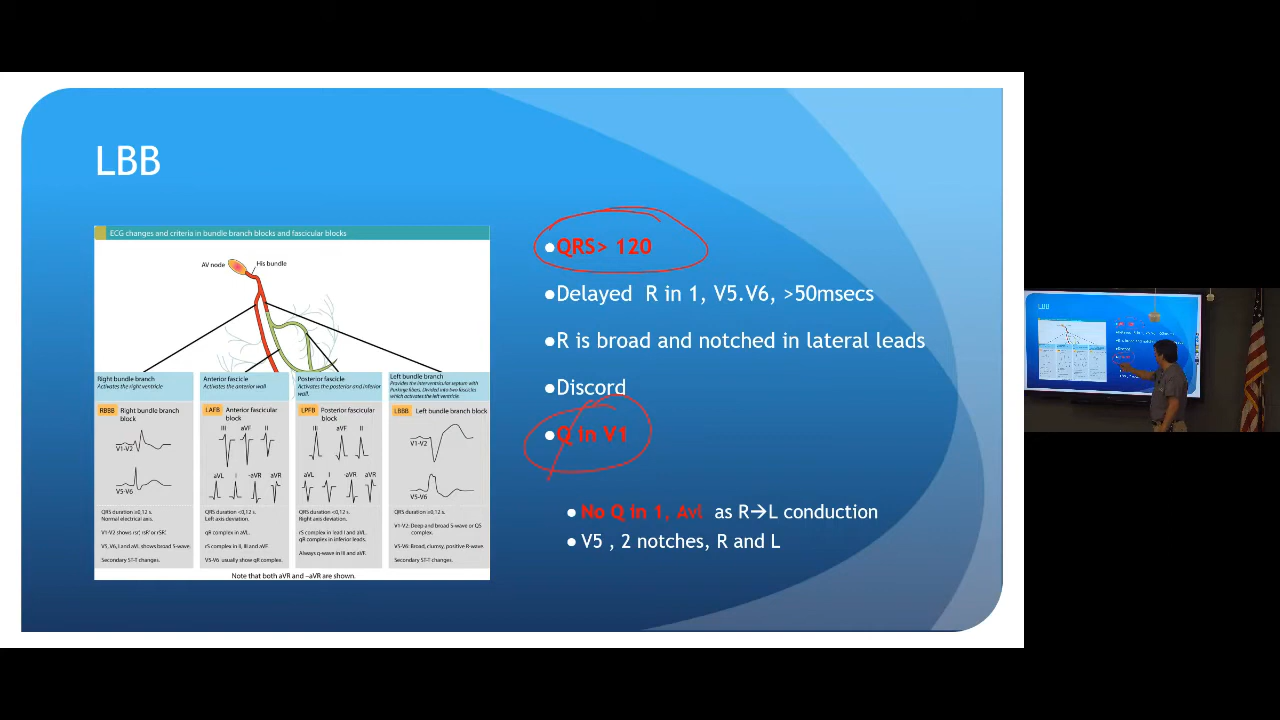 LBB
ECG changes and criteria in bundle branch blocks and fascicular blocks
AV node
His bundle
Right bundle branch
Activates the right ventricle
RBBB Right bundle branch
block
V1-V2
V5-V6
QRS duration ≥0,12 s.
Normal electrical axis.
V1-V2 shows rsr', rsR' or rSR'.
V5, V6, I and aVL shows broad S-wave.
Secondary ST-T changes.
Anterior fascicle
Activates the anterior wall
LAFB Anterior fascicular
block
III aVF II
aVL I -aVR aVR
QRS duration <0,12 s.
Left axis deviation.
qR complex in aVL.
rS complex in II, III and aVF.
V5-V6 usually show qR complex.
Posterior fascicle
Activates the posterior and inferior
wall.
LPFB Posterior fascicular
block
III aVF II
aVL I -aVR aVR
QRS duration <0,12 s.
Right axis deviation.
rS complex in lead I and aVL.
qR complex in inferior leads.
Always q-wave in III and aVF.
Left bundle branch
Provides the interventricular septum with
Purkinje fibers. Divided into two fascicles
which activates the left ventricle
LBBB Left bundle branch block
V1-V2
V5-V6
QRS duration ≥0,12 s.
V1-V2: Deep and broad S-wave or QS
complex.
V5-V6: Broad, clumsy, positive R-wave.
Secondary ST-T changes.
Note that both aVR and -aVR are shown.
•QRS> 120
•Delayed R in 1, V5.V6, >50msecs
•R is broad and notched in lateral leads
•Discord
•Q in V1
• No Q in 1, Avl as R→L conduction
• V5 , 2 notches, R and L
LBB